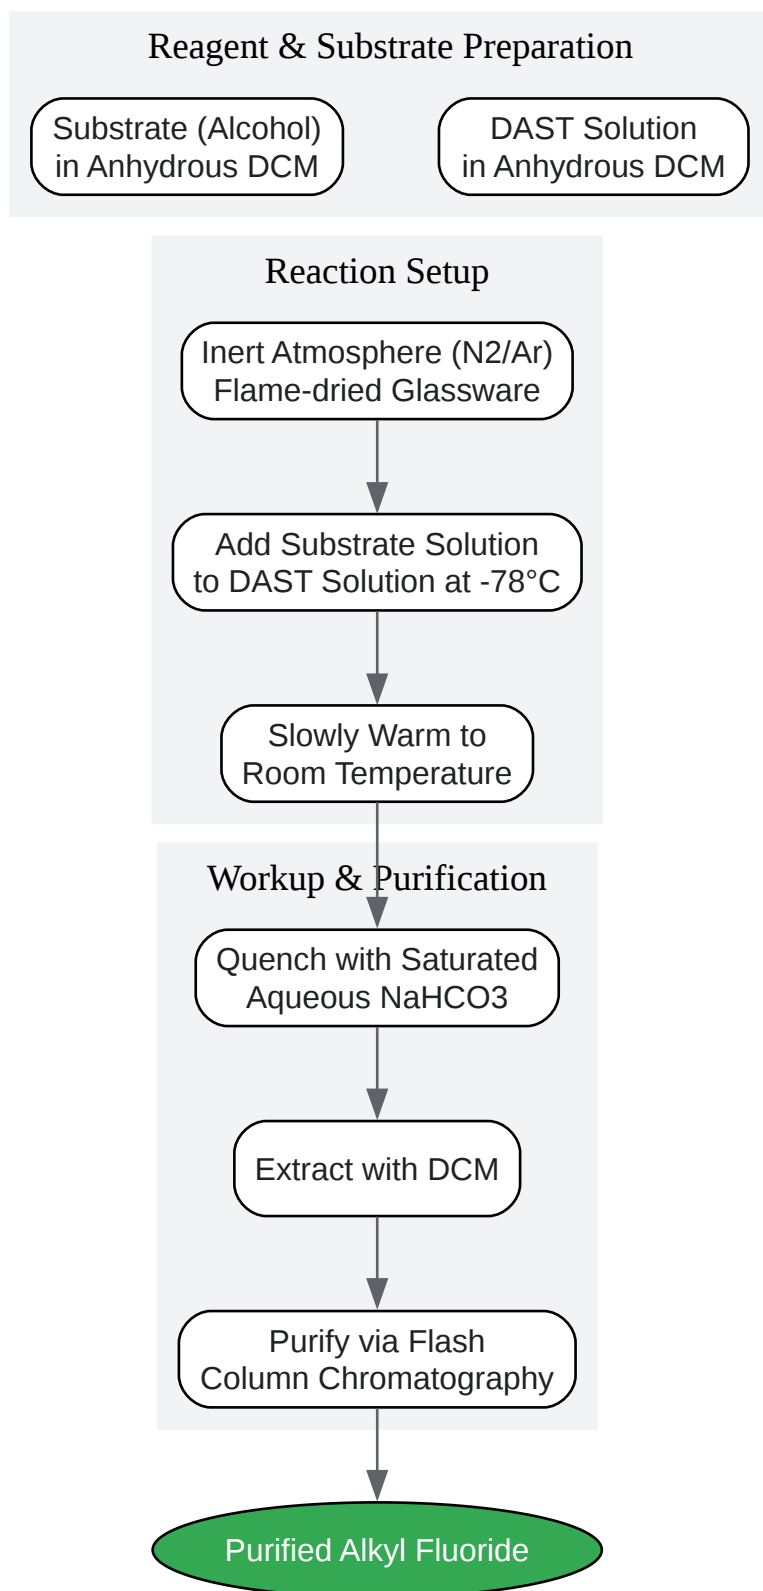 Reagent & Substrate Preparation
Substrate (Alcohol)
in Anhydrous DCM
DAST Solution
in Anhydrous DCM
Reaction Setup
Inert Atmosphere (N2/Ar)
Flame-dried Glassware
Add Substrate Solution
to DAST Solution at -78°C
Slowly Warm to
Room Temperature
Workup & Purification
Quench with Saturated
Aqueous NaHCO3
Extract with DCM
Purify via Flash
Column Chromatography
Purified Alkyl Fluoride